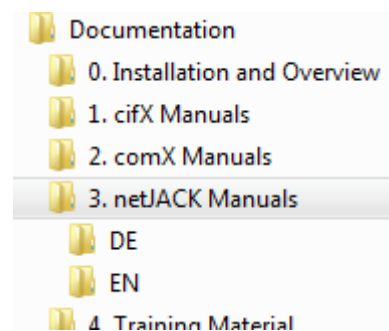 Documentation
0. Installation and Overview
1. cifX Manuals
2. comX Manuals
3. netJACK Manuals
DE
EN
4. Training Material